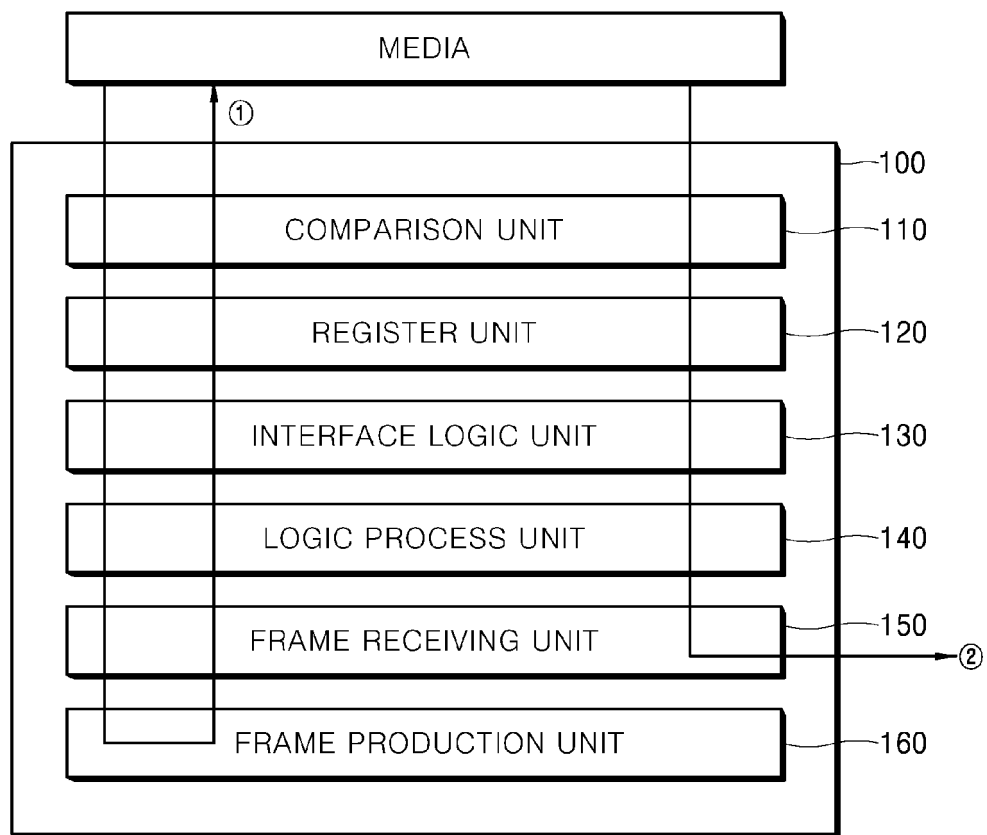 MEDIA
①
100
COMPARISON UNIT
110
REGISTER UNIT
120
INTERFACE LOGIC UNIT
130
LOGIC PROCESS UNIT
140
FRAME RECEIVING UNIT
150
②
FRAME PRODUCTION UNIT
160